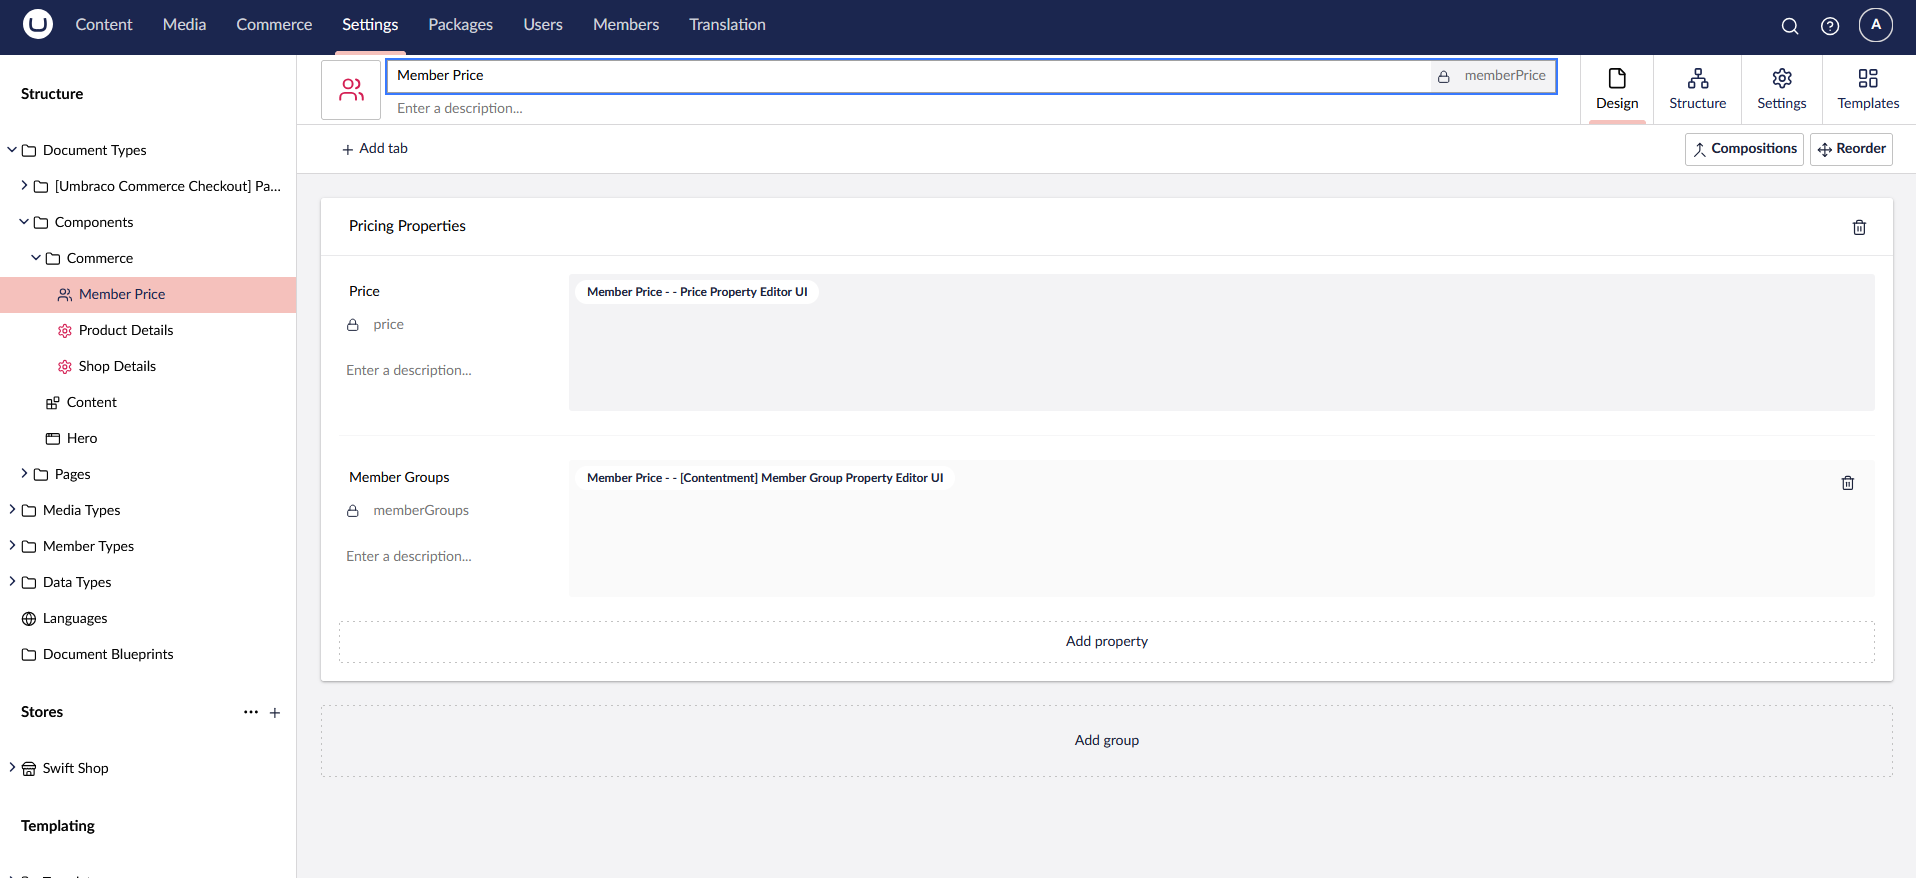 Content Media Commerce Settings Packages Users Members Translation A
Structure
Document Types
[Umbraco Commerce Checkout] Pa...
Components
Commerce
Member Price
Product Details
Shop Details
Content
Hero
Pages
Media Types
Member Types
Data Types
Languages
Document Blueprints
Stores
Swift Shop
Templating
Member Price memberPrice
Enter a description...
Design Structure Settings Templates
Add tab
Compositions Reorder
Pricing Properties
Price
price
Enter a description...
Member Price - - Price Property Editor UI
Member Groups
memberGroups
Enter a description...
Member Price - - [Contentment] Member Group Property Editor UI
Add property
Add group